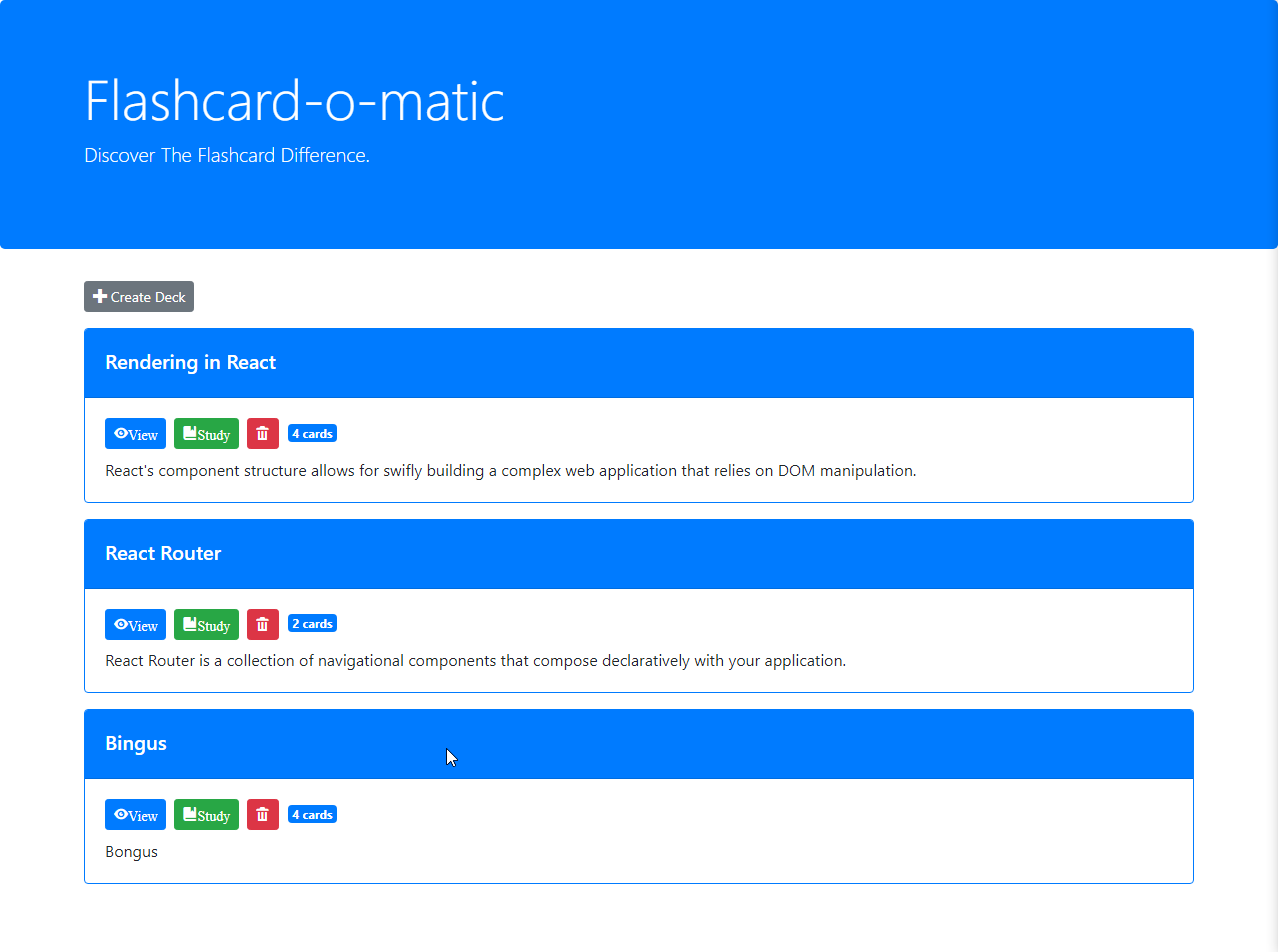 Flashcard-o-matic
Discover The Flashcard Difference.
Create Deck
Rendering in React
View Study 4 cards
React's component structure allows for swifly building a complex web application that relies on DOM manipulation.
React Router
View Study 2 cards
React Router is a collection of navigational components that compose declaratively with your application.
Bingus
View Study 4 cards
Bongus